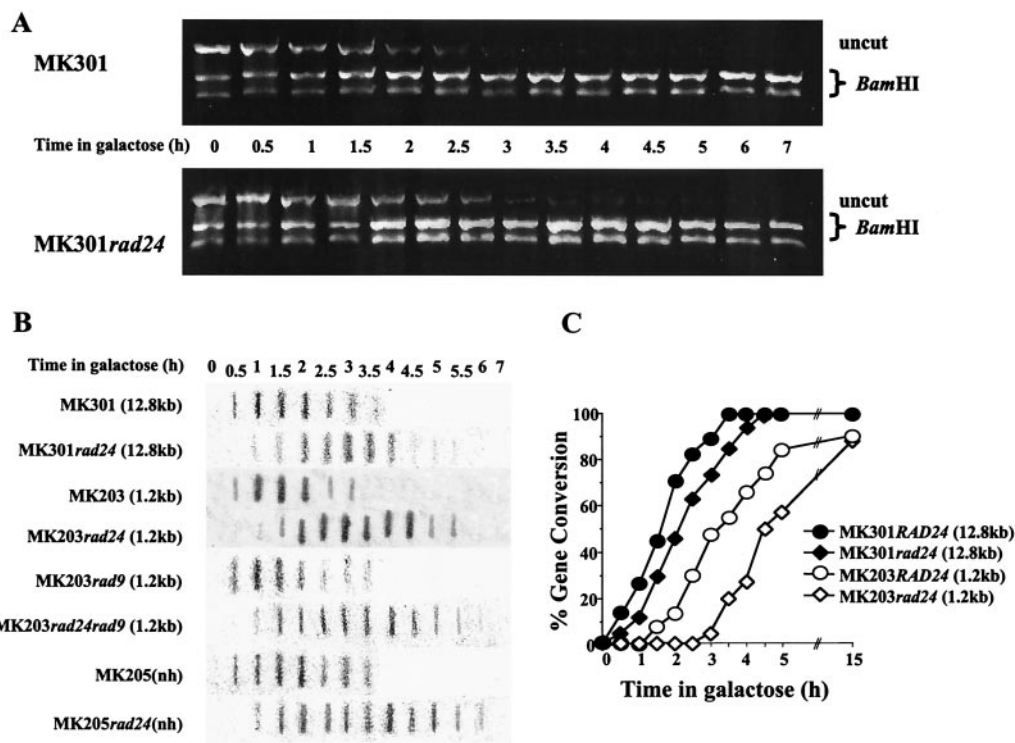 A
MK301
uncut
BamHI
Time in galactose (h) 0 0.5 1 1.5 2 2.5 3 3.5 4 4.5 5 6 7
MK301rad24
uncut
BamHI
B
Time in galactose (h) 0 0.5 1 1.5 2 2.5 3 3.5 4 4.5 5 5.5 6 7
MK301 (12.8kb)
MK301rad24 (12.8kb)
MK203 (1.2kb)
MK203rad24 (1.2kb)
MK203rad9 (1.2kb)
MK203rad24rad9 (1.2kb)
MK205(nh)
MK205rad24(nh)
C
% Gene Conversion
100
80
60
40
20
0
0 1 2 3 4 5 15
Time in galactose (h)
MK301RAD24 (12.8kb)
MK301rad24 (12.8kb)
MK203RAD24 (1.2kb)
MK203rad24 (1.2kb)